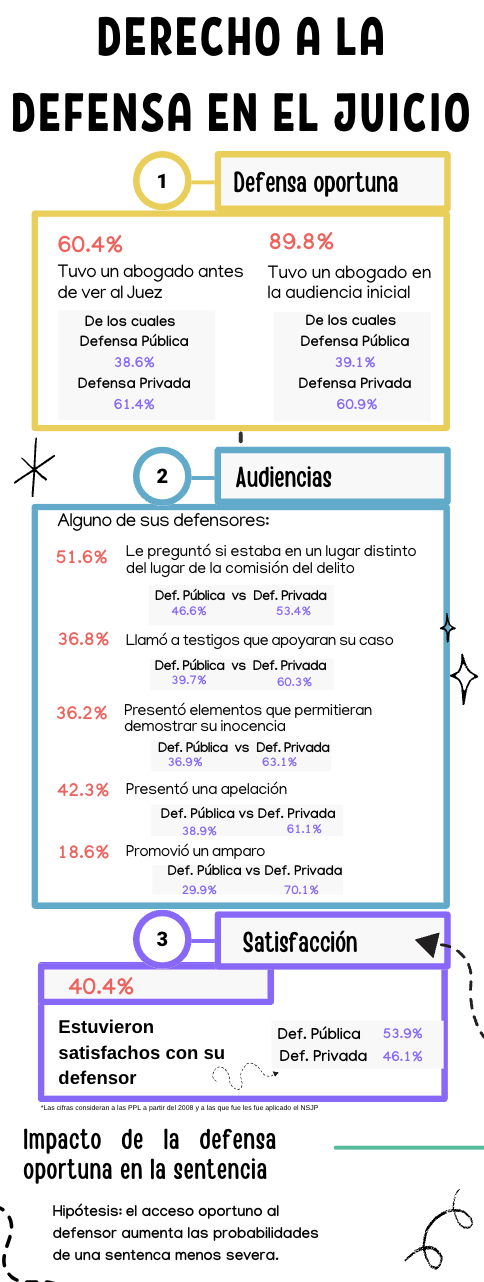 DERECHO A LA
DEFENSA EN EL JUICIO
1
Defensa oportuna
60.4%
Tuvo un abogado antes
de ver al Juez
De los cuales
Defensa Pública
38.6%
Defensa Privada
61.4%
89.8%
Tuvo un abogado en
la audiencia inicial
De los cuales
Defensa Pública
39.1%
Defensa Privada
60.9%
2
Audiencias
Alguno de sus defensores:
51.6%
Le preguntó si estaba en un lugar distinto
del lugar de la comisión del delito
Def. Pública vs Def. Privada
46.6% 53.4%
36.8% Llamó a testigos que apoyaran su caso
Def. Pública vs Def. Privada
39.7% 60.3%
36.2% Presentó elementos que permitieran
demostrar su inocencia
Def. Pública vs Def. Privada
36.9% 63.1%
42.3% Presentó una apelación
Def. Pública vs Def. Privada
38.9% 61.1%
18.6% Promovió un amparo
Def. Pública vs Def. Privada
29.9% 70.1%
3
Satisfacción
40.4%
Estuvieron
satisfachos con su
defensor
Def. Pública 53.9%
Def. Privada 46.1%
*Las cifras consideran a las PPL a partir del 2008 y a las que fue les fue aplicado el NSJP
Impacto de la defensa
oportuna en la sentencia
Hipótesis: el acceso oportuno al
defensor aumenta las probabilidades
de una sentenca menos severa.